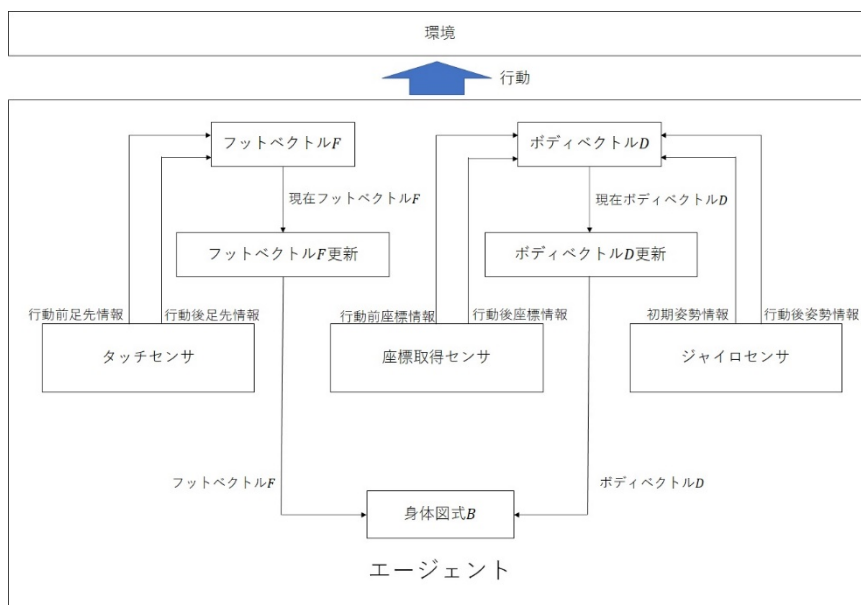 環境
行動
フットベクトルF
ボディベクトルD
現在フットベクトルF
現在ボディベクトルD
フットベクトルF更新
ボディベクトルD更新
行動前足先情報
行動後足先情報
行動前座標情報
行動後座標情報
初期姿勢情報
行動後姿勢情報
タッチセンサ
座標取得センサ
ジャイロセンサ
フットベクトルF
ボディベクトルD
身体図式B
エージェント